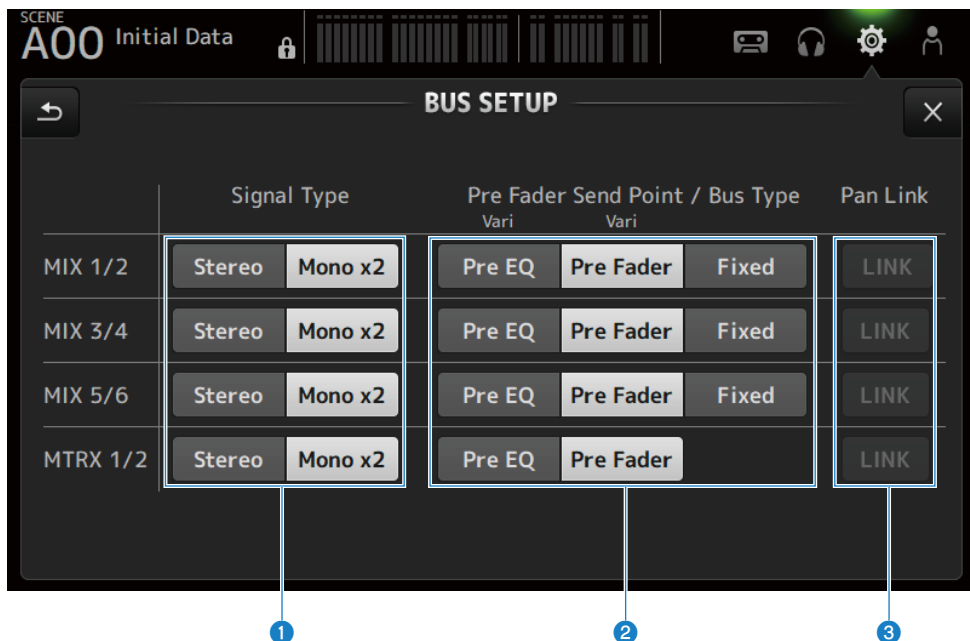 SCENE
A00 Initial Data
BUS SETUP
Signal Type Pre Fader Send Point / Bus Type Pan Link
Vari Vari
MIX 1/2 Stereo Mono x2 Pre EQ Pre Fader Fixed LINK
MIX 3/4 Stereo Mono x2 Pre EQ Pre Fader Fixed LINK
MIX 5/6 Stereo Mono x2 Pre EQ Pre Fader Fixed LINK
MTRX 1/2 Stereo Mono x2 Pre EQ Pre Fader LINK
1 2 3